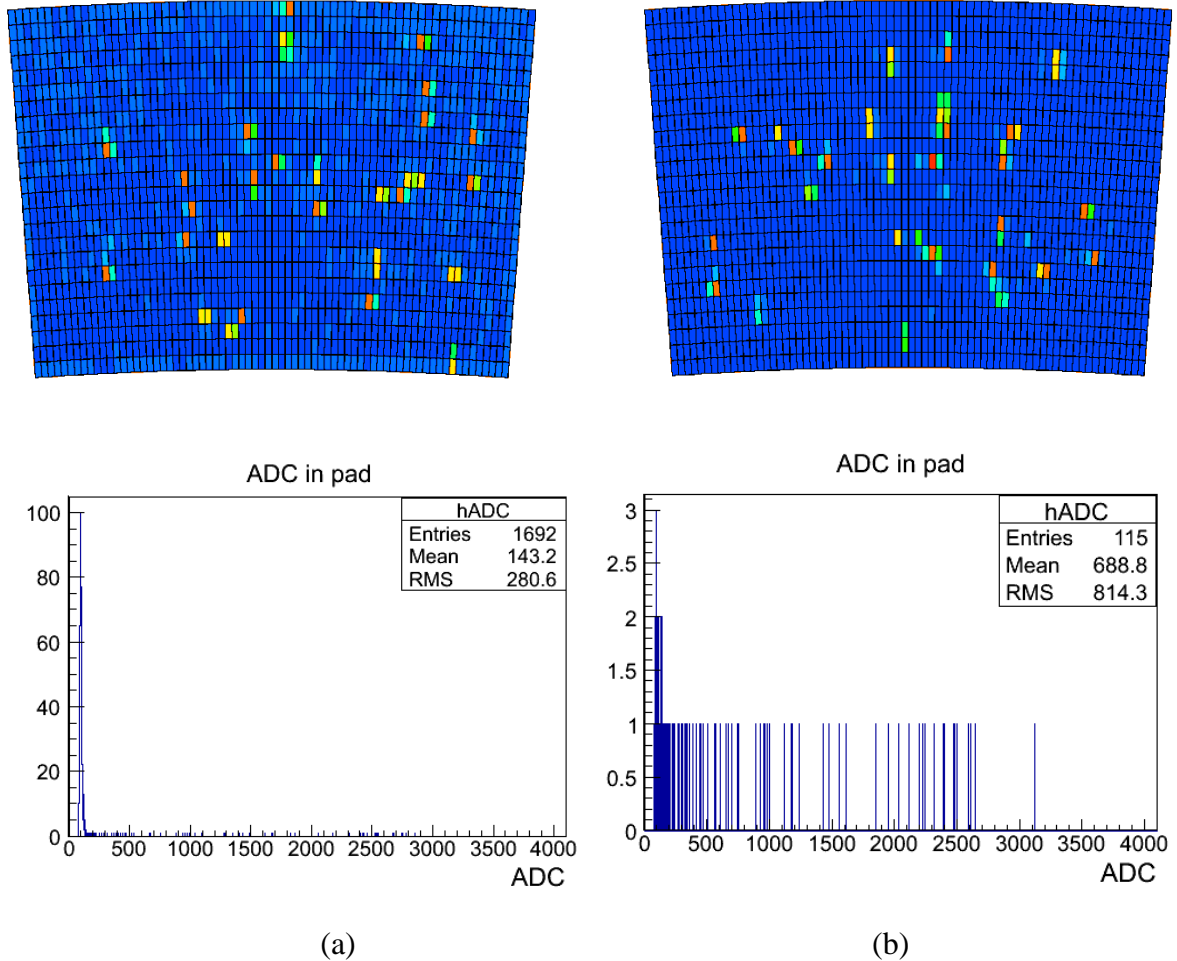 ADC in pad
hADC
Entries 1692
Mean 143.2
RMS 280.6
100
80
60
40
20
0
0 500 1000 1500 2000 2500 3000 3500 4000
ADC
(a)
ADC in pad
hADC
Entries 115
Mean 688.8
RMS 814.3
3
2.5
2
1.5
1
0.5
0
0 500 1000 1500 2000 2500 3000 3500 4000
ADC
(b)